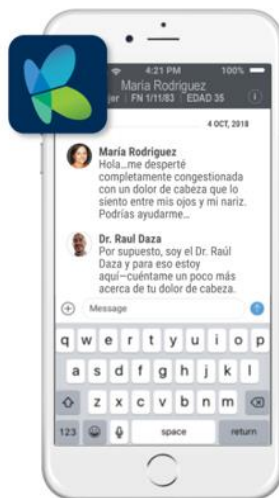 4:21 PM 100%
María Rodriguez
jer | FN 1/11/83 | EDAD 35
4 OCT, 2018
María Rodriguez
Hola...me desperté
completamente congestionada
con un dolor de cabeza que lo
siento entre mis ojos y mi nariz.
Podrías ayudarme...
Dr. Raul Daza
Por supuesto, soy el Dr. Raúl
Daza y para eso estoy
aquí—cuéntame un poco más
acerca de tu dolor de cabeza.
Message
q w e r t y u i o p
a s d f g h j k l
z x c v b n m
123 space return